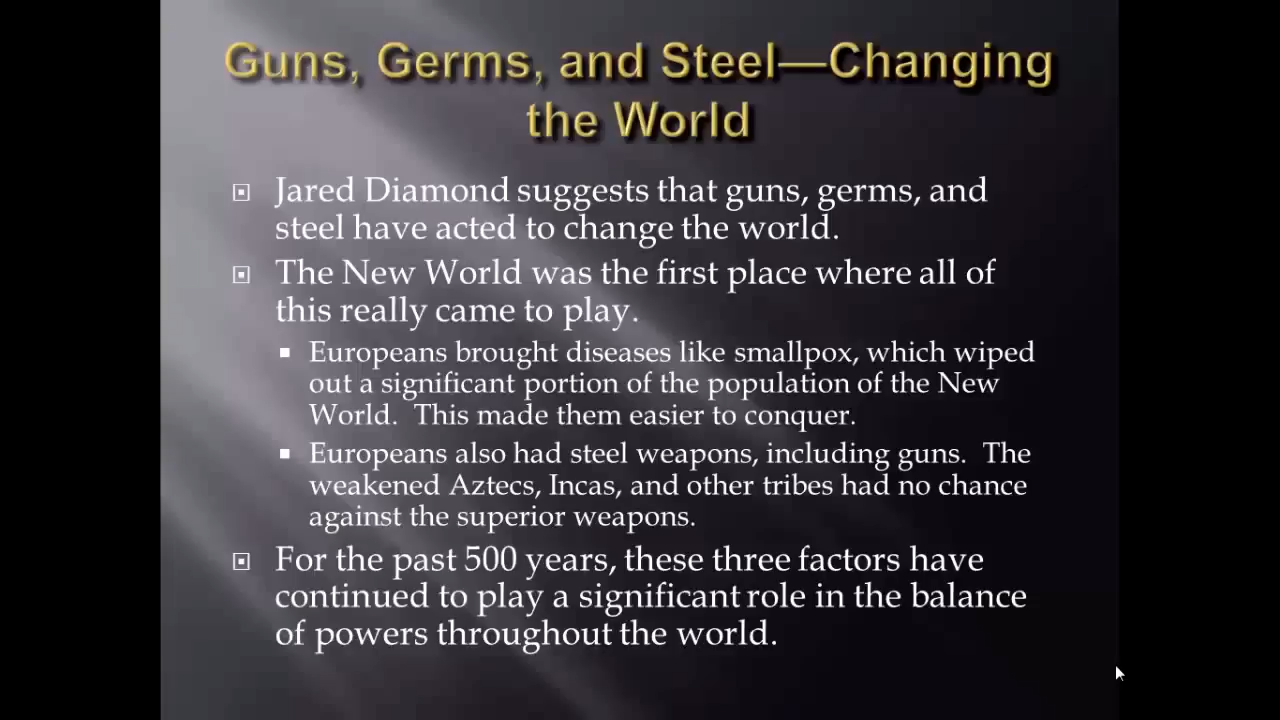 Guns, Germs, and Steel—Changing
the World
Jared Diamond suggests that guns, germs, and
steel have acted to change the world.
The New World was the first place where all of
this really came to play.
Europeans brought diseases like smallpox, which wiped
out a significant portion of the population of the New
World.  This made them easier to conquer.
Europeans also had steel weapons, including guns.  The
weakened Aztecs, Incas, and other tribes had no chance
against the superior weapons.
For the past 500 years, these three factors have
continued to play a significant role in the balance
of powers throughout the world.